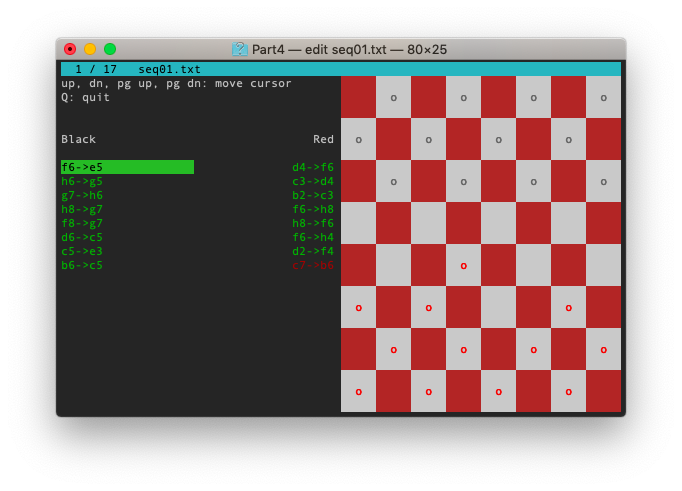 Part4 — edit seq01.txt — 80×25
1 / 17 seq01.txt
up, dn, pg up, pg dn: move cursor
Q: quit
Black Red
f6->e5 d4->f6
h6->g5 c3->d4
g7->h6 b2->c3
h8->g7 f6->h8
f8->g7 h8->f6
d6->c5 f6->h4
c5->e3 d2->f4
b6->c5
o o o o
o o o o
o o o o
o
o o o
o o o o
o o o o